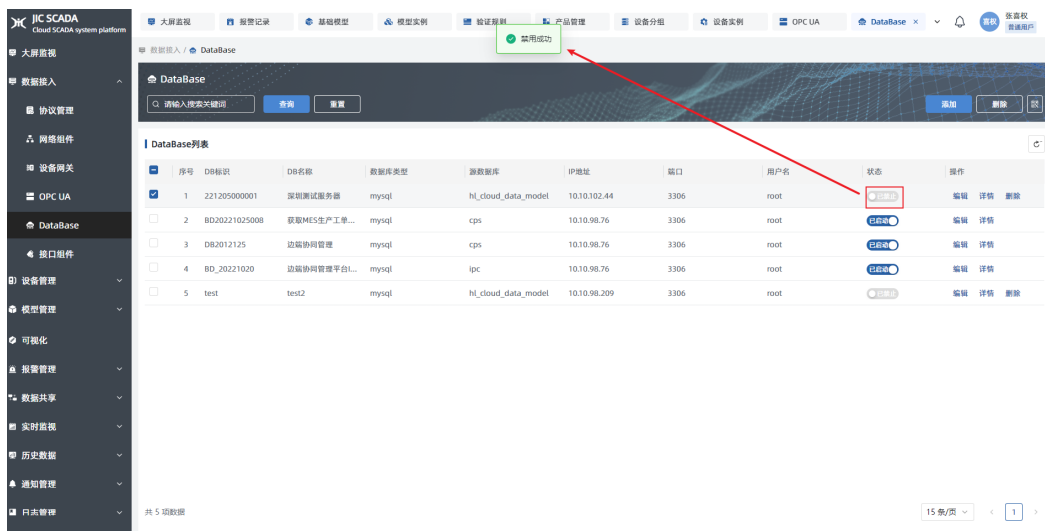 JIC SCADA
Cloud SCADA system platform
大屏监视
报警记录
基础模型
模型实例
验证规则
产品管理
设备分组
设备实例
OPC UA
DataBase ×
喜权
张喜权
普通用户
禁用成功
大屏监视
数据接入
协议管理
网络组件
设备网关
OPC UA
DataBase
接口组件
设备管理
模型管理
可视化
报警管理
数据共享
实时监视
历史数据
通知管理
日志管理
数据接入 / DataBase
DataBase
请输入搜索关键词
查询
重置
添加
删除
DataBase列表
序号 DB标识 DB名称 数据库类型 源数据库 IP地址 端口 用户名 状态 操作
1 221205000001 深圳测试服务器 mysql hl_cloud_data_model 10.10.102.44 3306 root 已禁止 编辑 详情 删除
2 BD20221025008 获取MES生产工单... mysql cps 10.10.98.76 3306 root 已启动 编辑 详情
3 DB2012125 边端协同管理 mysql cps 10.10.98.76 3306 root 已启动 编辑 详情
4 BD_20221020 边端协同管理平台I... mysql ipc 10.10.98.76 3306 root 已启动 编辑 详情
5 test test2 mysql hl_cloud_data_model 10.10.98.209 3306 root 已禁止 编辑 详情 删除
共 5 项数据
15 条/页
1